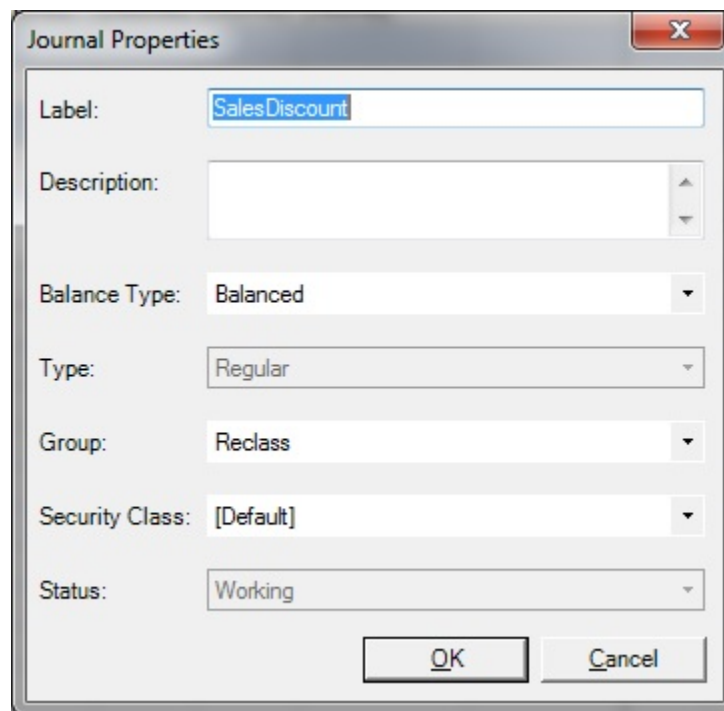 Journal Properties
Label: SalesDiscount
Description:
Balance Type: Balanced
Type: Regular
Group: Reclass
Security Class: [Default]
Status: Working
OK Cancel